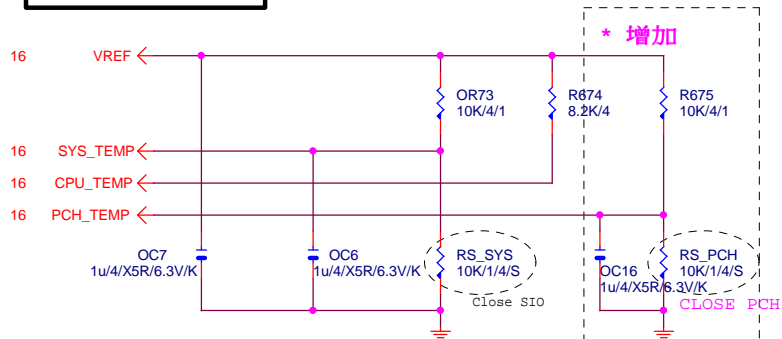 * 增加
16 VREF
OR73
10K/4/1
R674
8.2K/4
R675
10K/4/1
16 SYS_TEMP
16 CPU_TEMP
16 PCH_TEMP
OC7
1u/4/X5R/6.3V/K
OC6
1u/4/X5R/6.3V/K
RS_SYS
10K/1/4/S
Close SIO
OC16
1u/4/X5R/6.3V/K
RS_PCH
10K/1/4/S
CLOSE PCH